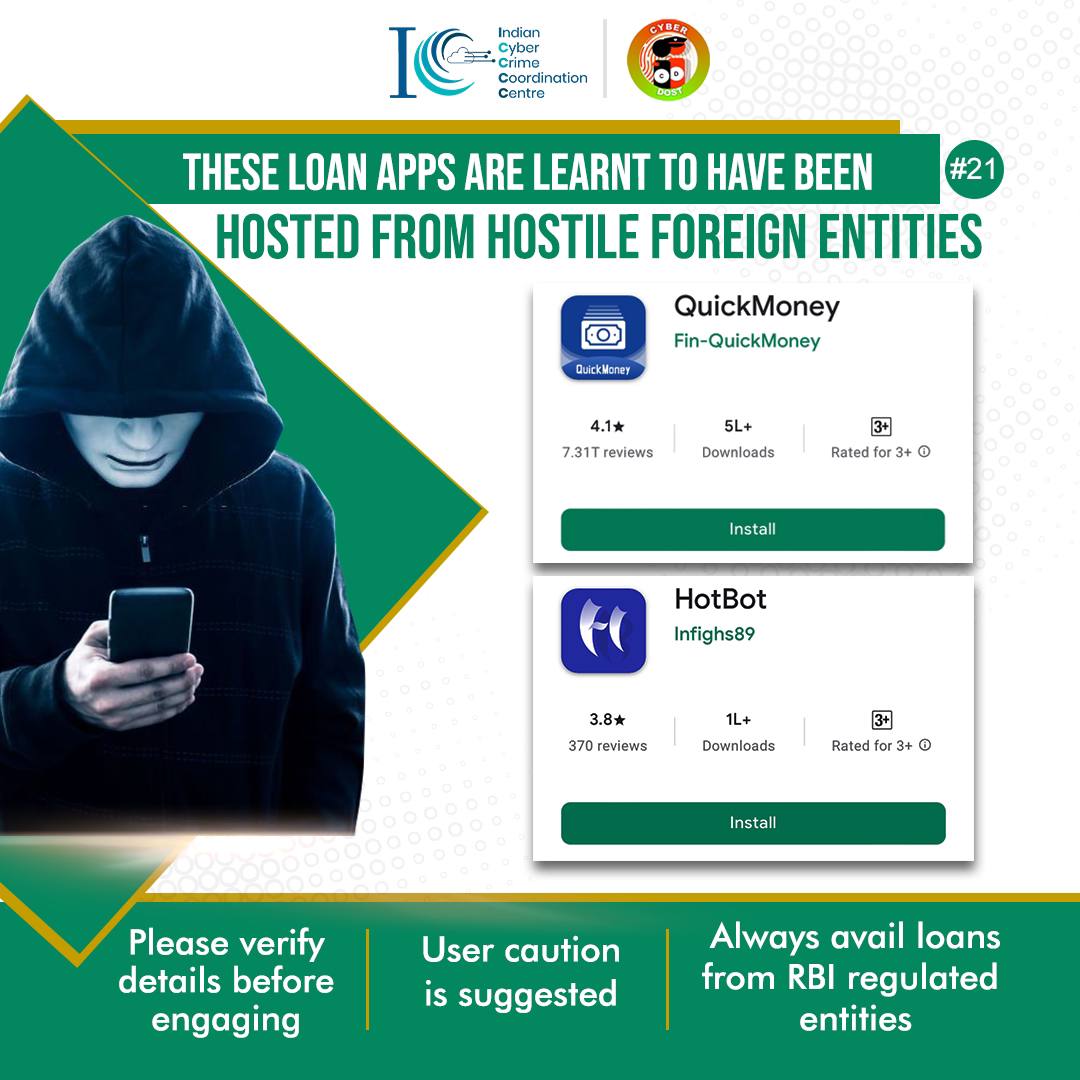 Indian
Cyber
Crime
Coordination
Centre
CYBER
DOST
THESE LOAN APPS ARE LEARNT TO HAVE BEEN
#21
HOSTED FROM HOSTILE FOREIGN ENTITIES
QuickMoney
Fin-QuickMoney
QuickMoney
4.1★ 5L+ 3+
7.31T reviews Downloads Rated for 3+
Install
HotBot
Infighs89
3.8★ 1L+ 3+
370 reviews Downloads Rated for 3+
Install
Please verify
details before
engaging
User caution
is suggested
Always avail loans
from RBI regulated
entities